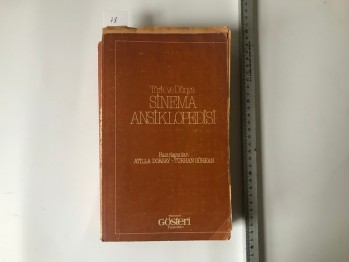 18
Türk ve Dünya
SİNEMA
ANSİKLOPEDİSİ
Hazırlayanlar:
ATİLLA DORSAY - TURHAN GÜRKAN
Gösteri